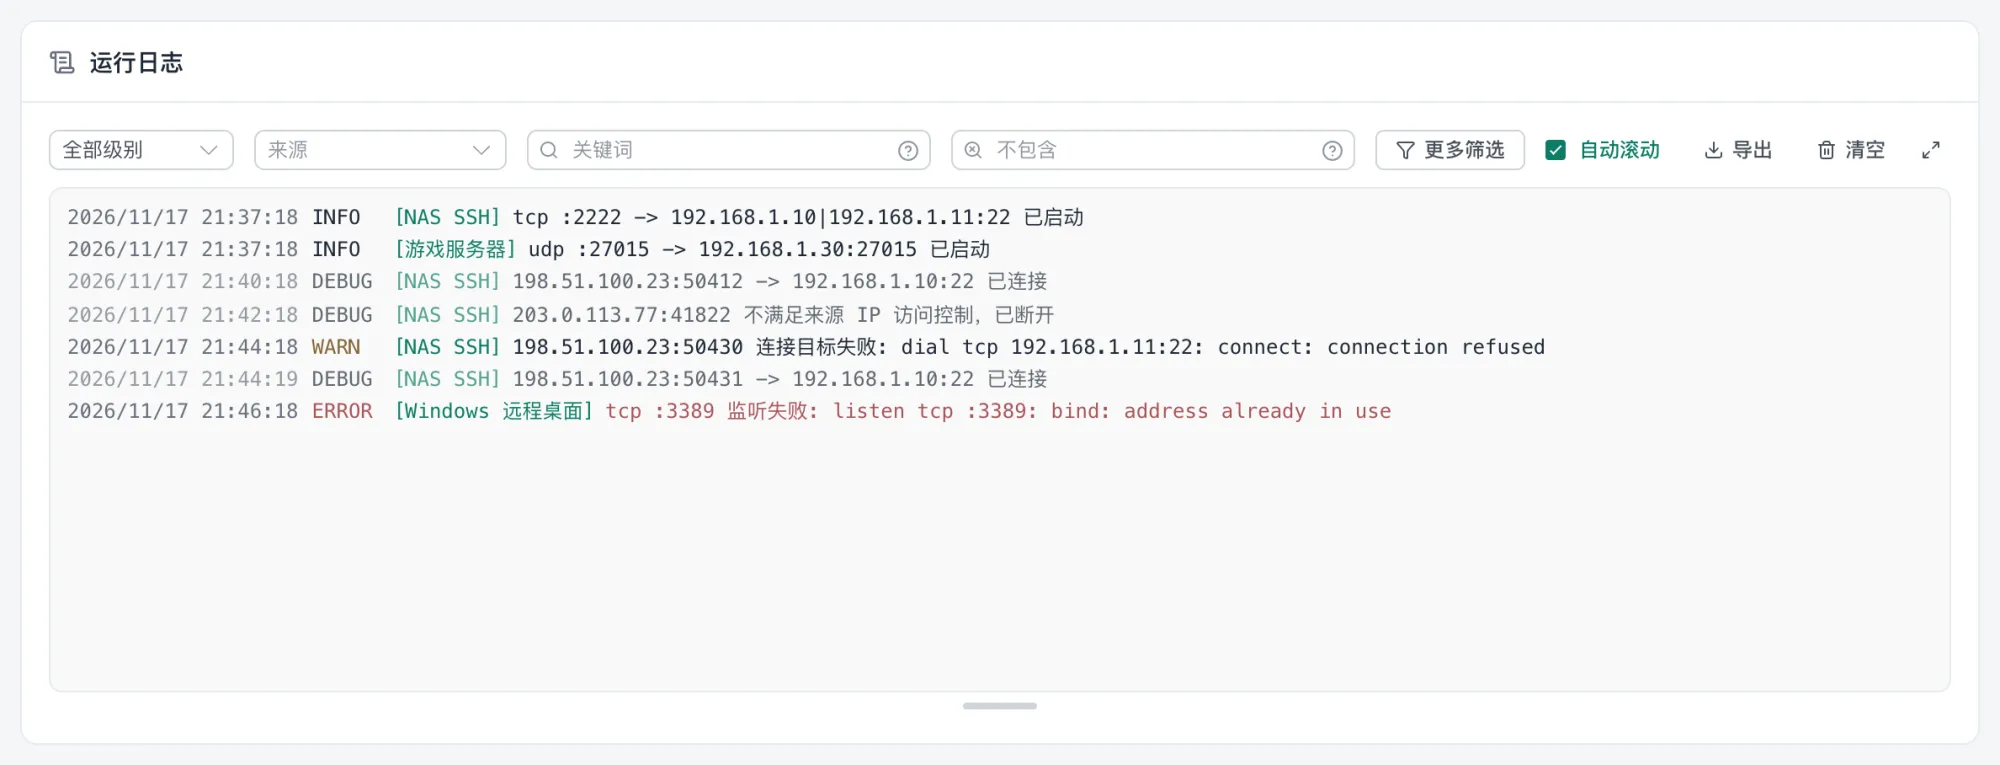 运行日志
全部级别 来源 关键词 不包含 更多筛选 自动滚动 导出 清空
2026/11/17 21:37:18 INFO [NAS SSH] tcp :2222 -> 192.168.1.10|192.168.1.11:22 已启动
2026/11/17 21:37:18 INFO [游戏服务器] udp :27015 -> 192.168.1.30:27015 已启动
2026/11/17 21:40:18 DEBUG [NAS SSH] 198.51.100.23:50412 -> 192.168.1.10:22 已连接
2026/11/17 21:42:18 DEBUG [NAS SSH] 203.0.113.77:41822 不满足来源 IP 访问控制，已断开
2026/11/17 21:44:18 WARN [NAS SSH] 198.51.100.23:50430 连接目标失败: dial tcp 192.168.1.11:22: connect: connection refused
2026/11/17 21:44:19 DEBUG [NAS SSH] 198.51.100.23:50431 -> 192.168.1.10:22 已连接
2026/11/17 21:46:18 ERROR [Windows 远程桌面] tcp :3389 监听失败: listen tcp :3389: bind: address already in use